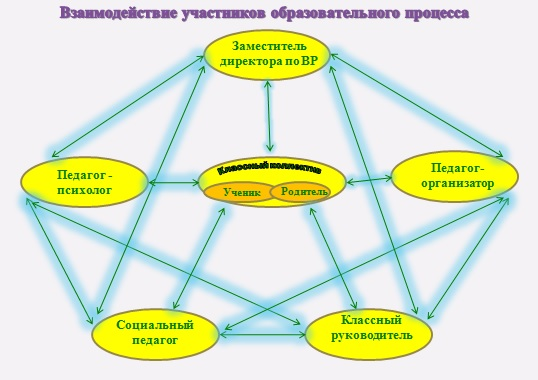 Взаимодействие участников образовательного процесса
Заместитель
директора по ВР
Педагог -
психолог
Классный коллектив
Ученик
Родитель
Педагог-
организатор
Социальный
педагог
Классный
руководитель